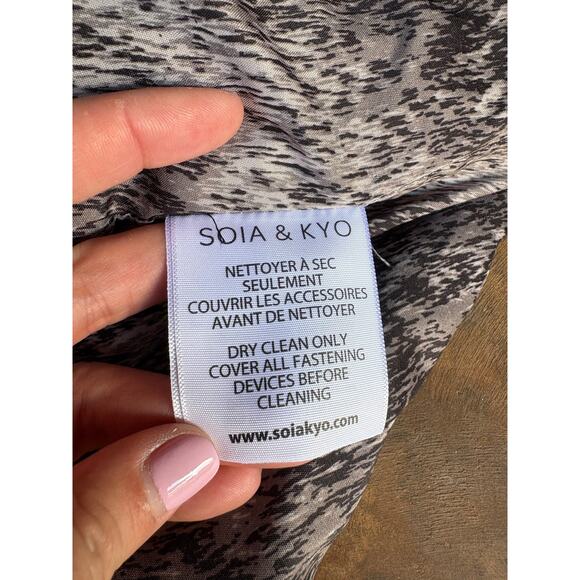 SOIA & KYO
NETTOYER À SEC
SEULEMENT
COUVRIR LES ACCESSOIRES
AVANT DE NETTOYER
DRY CLEAN ONLY
COVER ALL FASTENING
DEVICES BEFORE
CLEANING
www.soiakyo.com